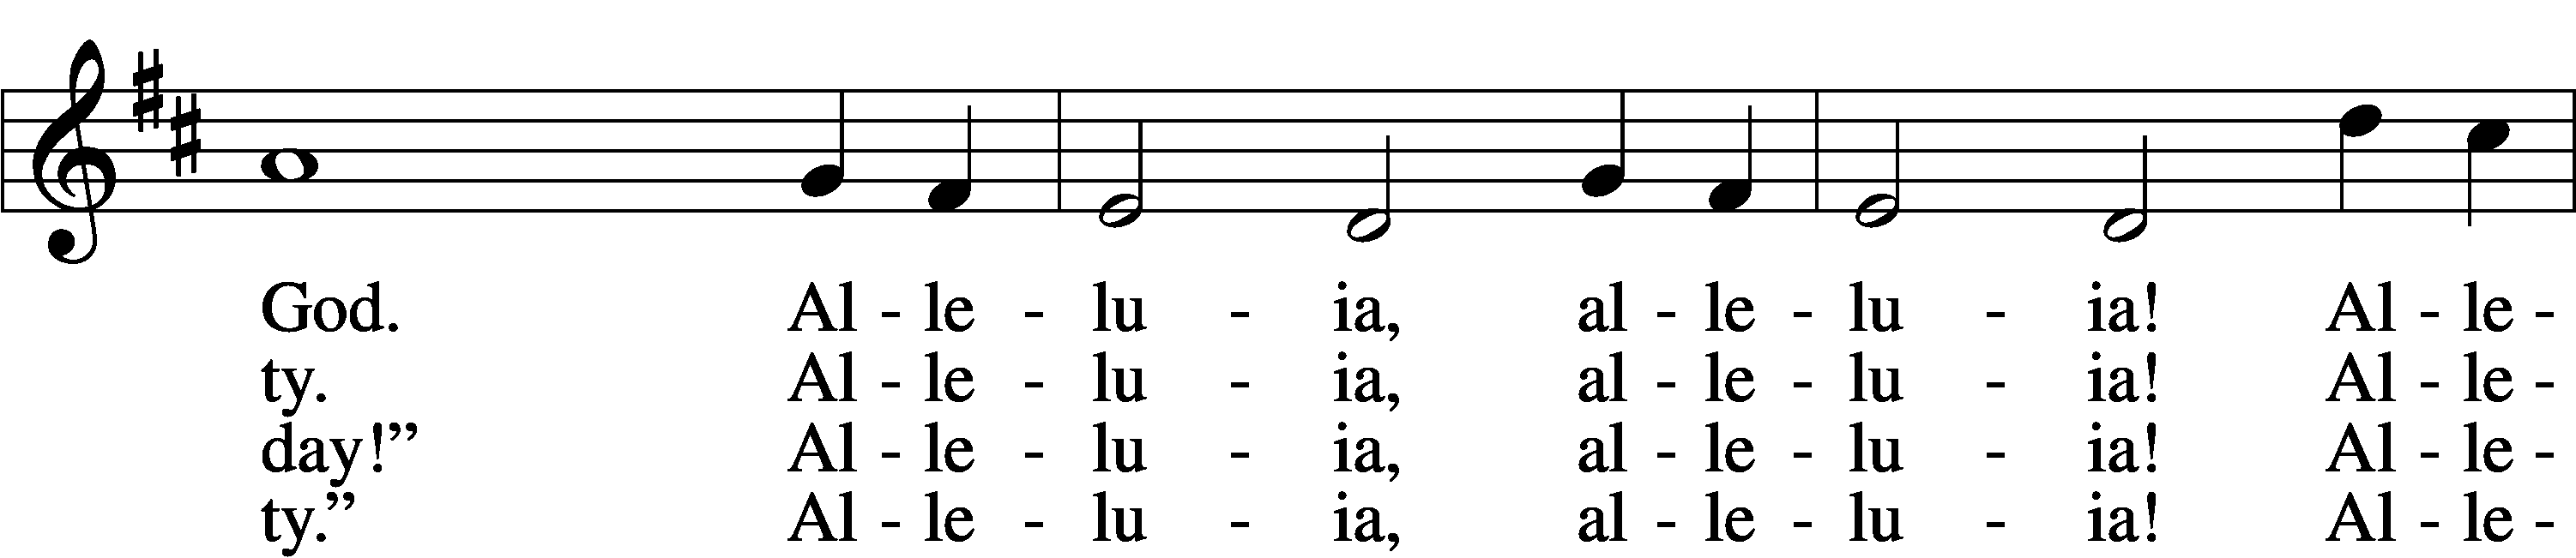 God. Al - le - lu - ia, al - le - lu - ia! Al - le -
ty. Al - le - lu - ia, al - le - lu - ia! Al - le -
day!” Al - le - lu - ia, al - le - lu - ia! Al - le -
ty.” Al - le - lu - ia, al - le - lu - ia! Al - le -